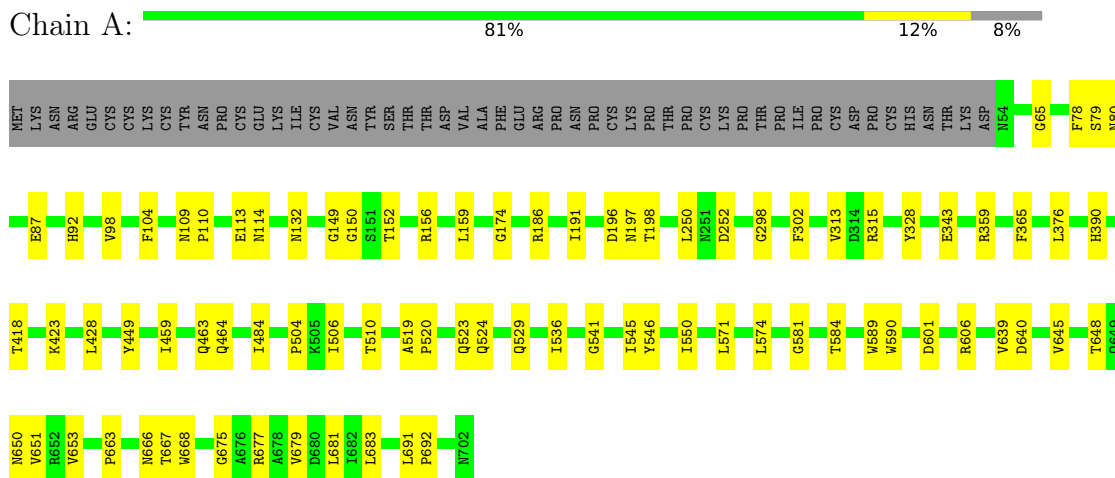 Chain A:
81% 12% 8%
MET LYS ASN ARG GLU CYS CYS LYS CYS TYR ASN PRO CYS GLU LYS ILE CYS VAL ASN TYR SER THR THR ASP VAL ALA PHE GLU ARG PRO ASN PRO CYS LYS PRO THR PRO CYS LYS PRO THR PRO ILE PRO CYS ASP PRO CYS HIS ASN THR LYS ASP N54 G65 F78 S79 N80
E87 H92 V98 F104 N109 P110 E113 N114 N132 G149 G150 S151 T152 R156 L159 G174 R186 I191 D196 N197 T198 L250 N251 D252 G298 F302 V313 D314 R315 Y328 E343 R359 F365 L376 H390
T418 K423 L428 Y449 I459 Q463 Q464 I484 P504 K505 I506 T510 A519 P520 Q523 Q524 Q529 I536 G541 I545 Y546 I550 L571 L574 G581 T584 W589 W590 D601 R606 V639 D640 V645 T648
N650 V651 R652 V653 P663 N666 T667 W668 G675 A676 R677 A678 V679 D680 L681 I682 L683 L691 P692 N702